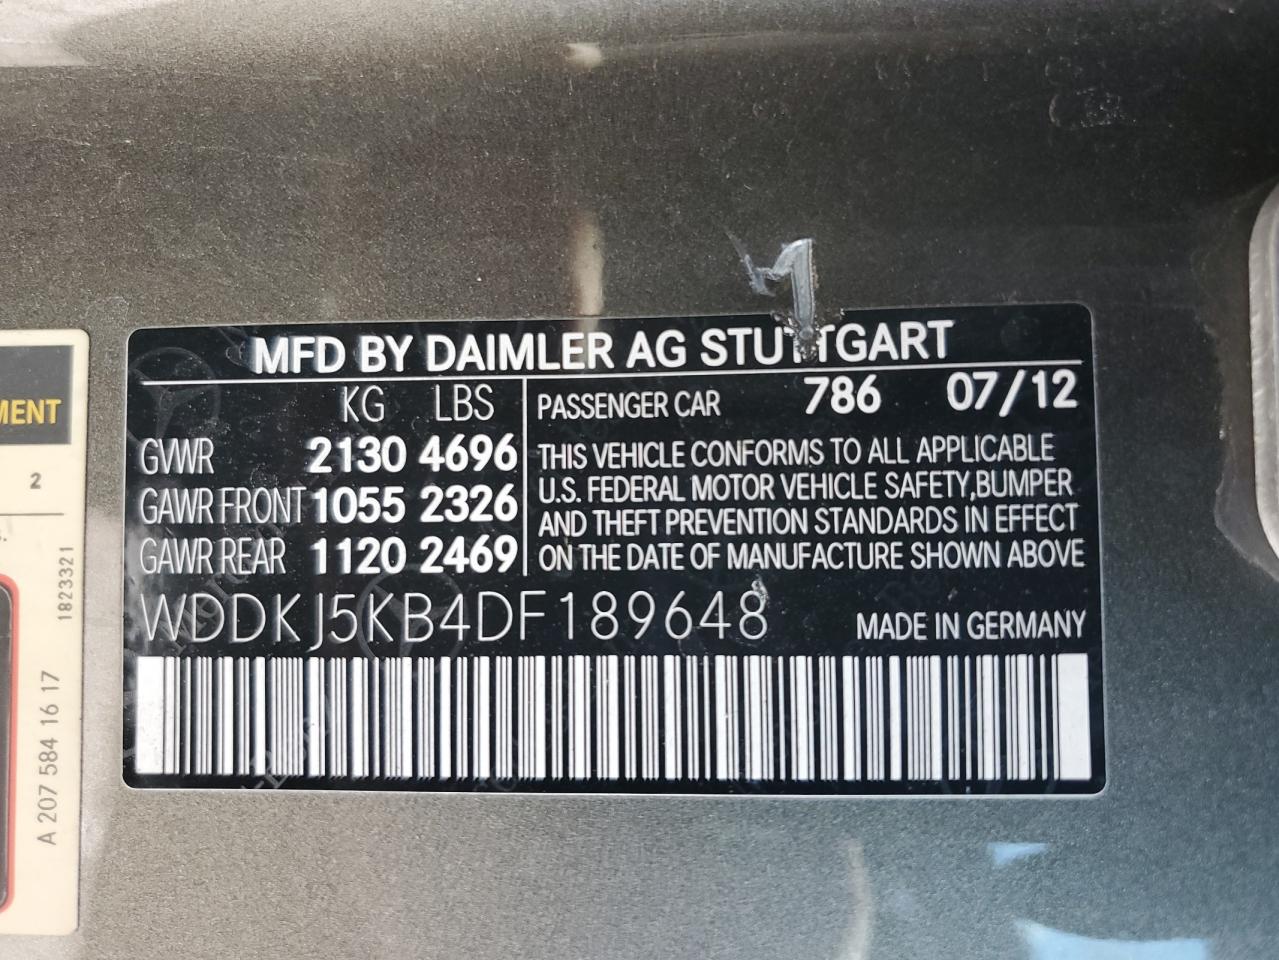 MFD BY DAIMLER AG STUTTGART
KG LBS
GVWR 2130 4696
GAWR FRONT 1055 2326
GAWR REAR 1120 2469
PASSENGER CAR 786 07/12
THIS VEHICLE CONFORMS TO ALL APPLICABLE
U.S. FEDERAL MOTOR VEHICLE SAFETY,BUMPER
AND THEFT PREVENTION STANDARDS IN EFFECT
ON THE DATE OF MANUFACTURE SHOWN ABOVE
WDDKJ5KB4DF189648 MADE IN GERMANY
2
1823321
A 207 584 16 17